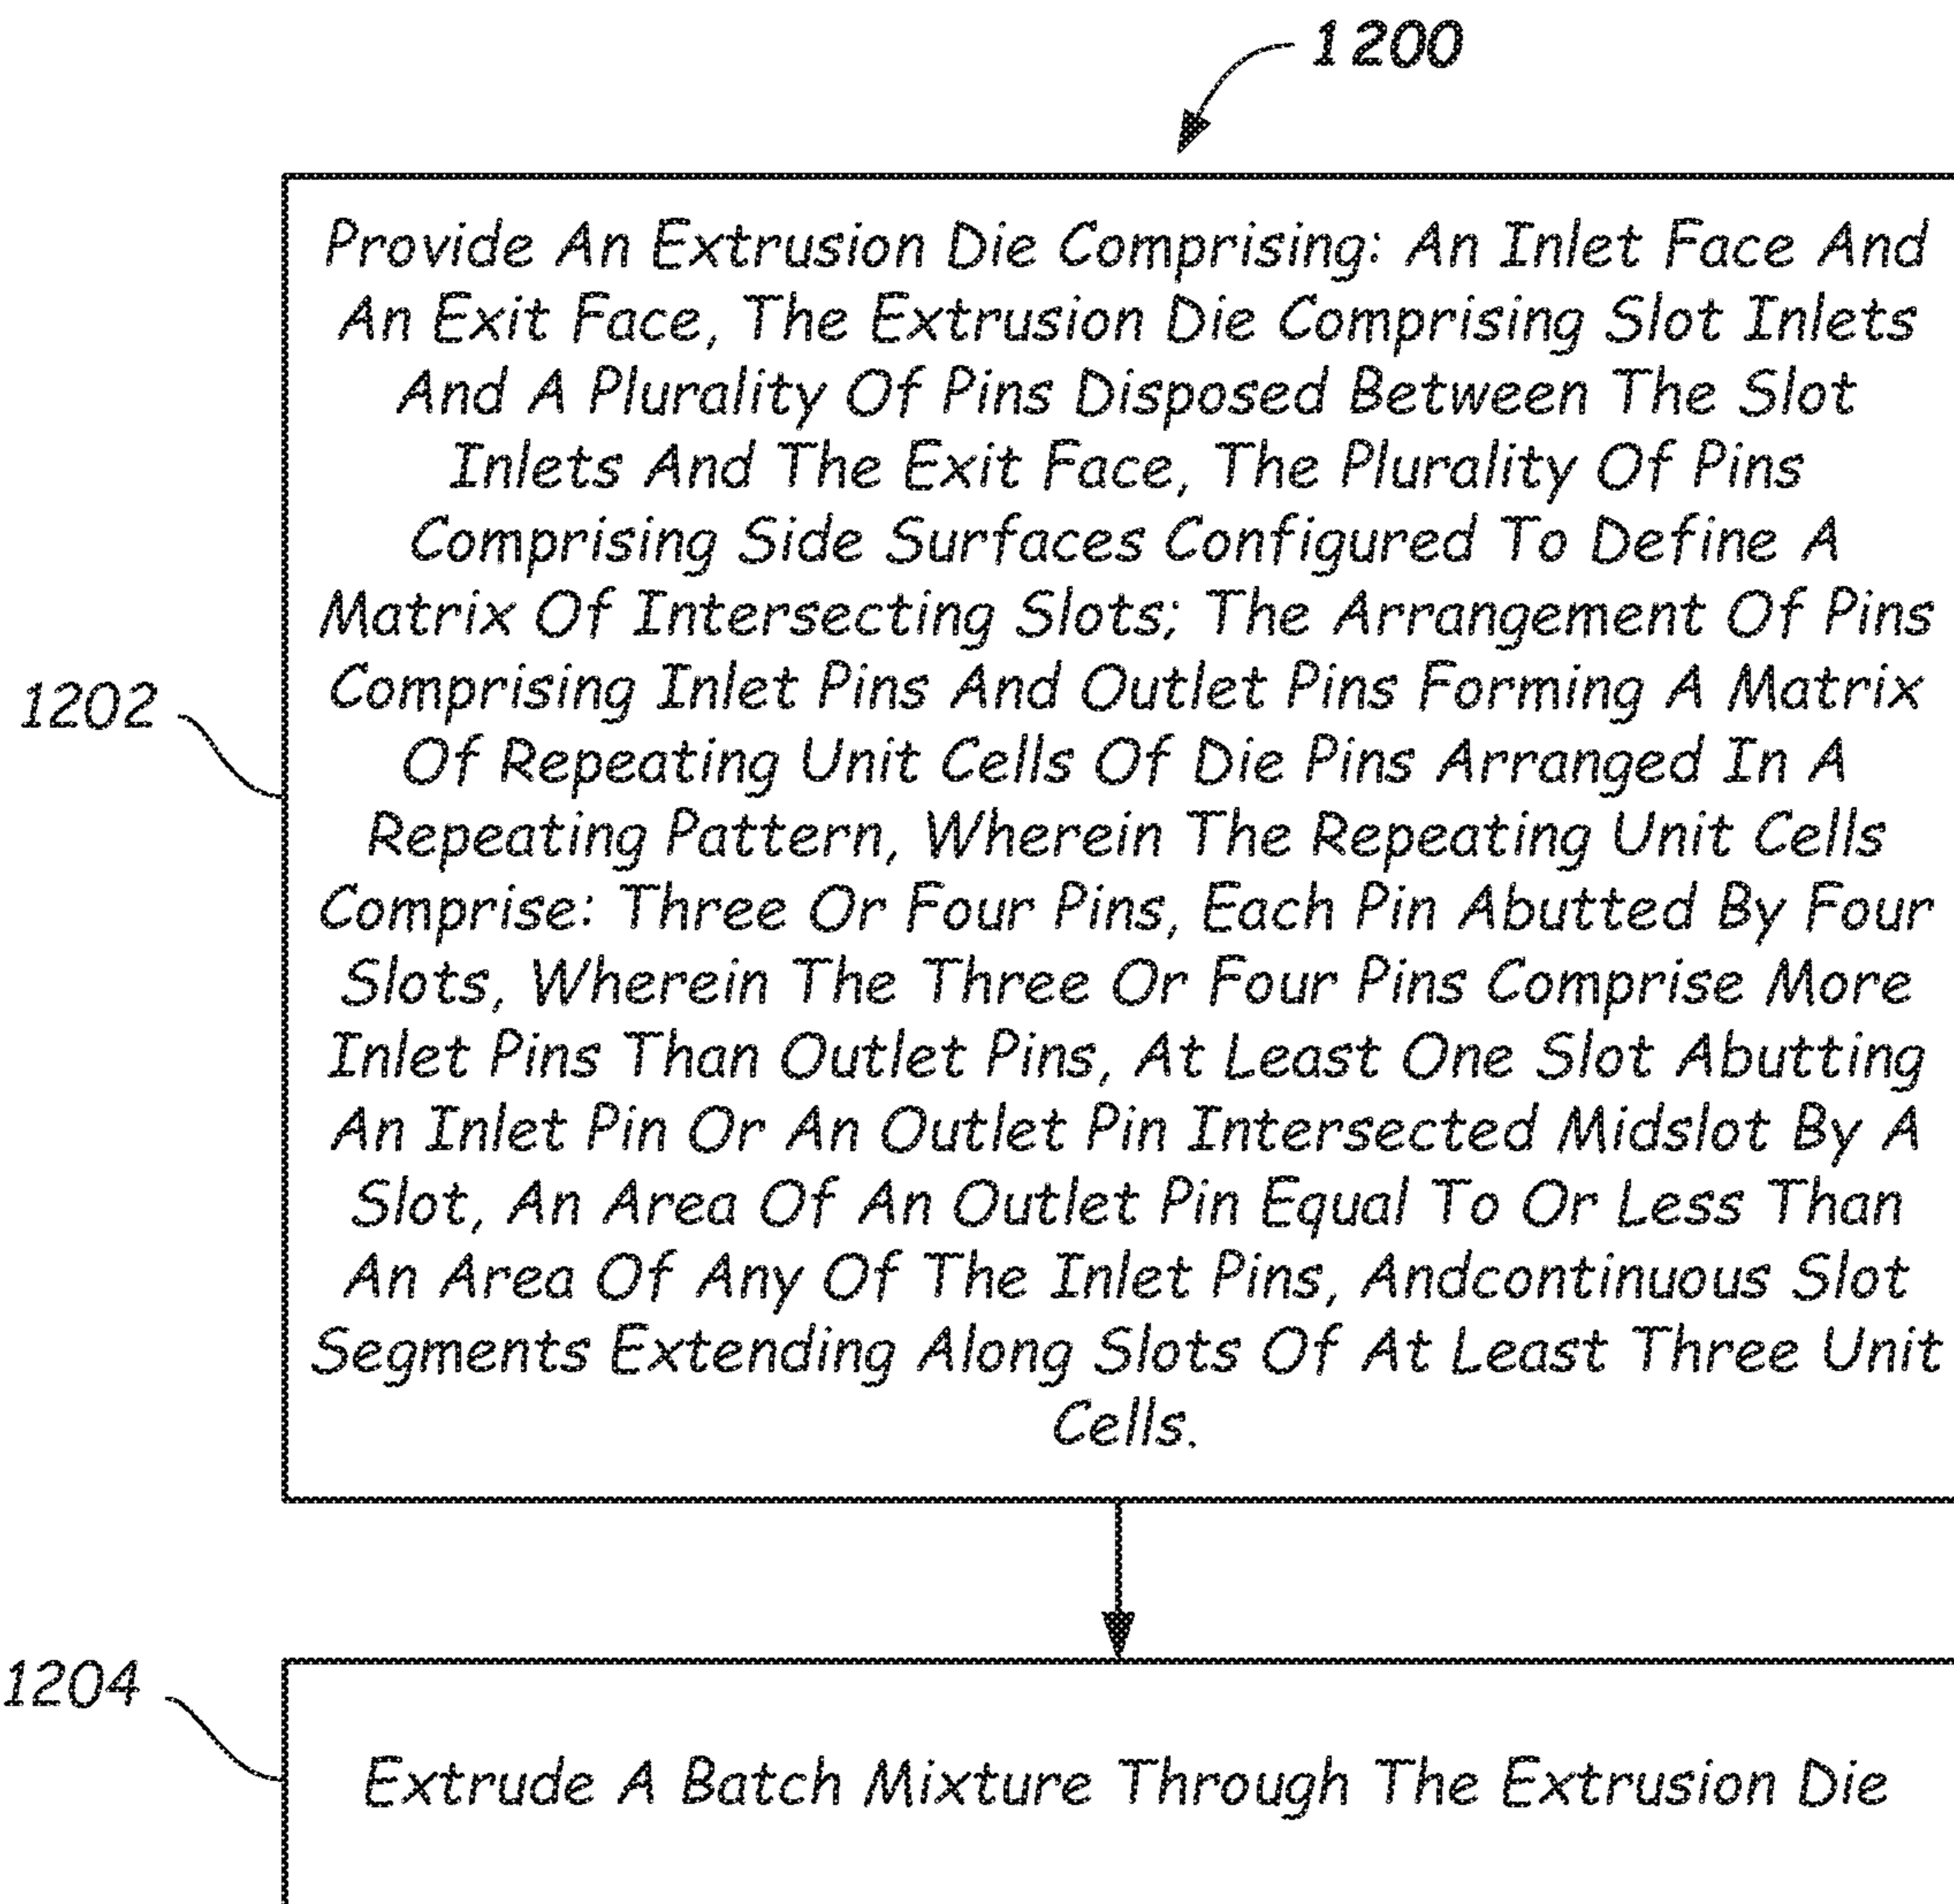 1200
Provide An Extrusion Die Comprising: An Inlet Face And
An Exit Face, The Extrusion Die Comprising Slot Inlets
And A Plurality Of Pins Disposed Between The Slot
Inlets And The Exit Face, The Plurality Of Pins
Comprising Side Surfaces Configured To Define A
Matrix Of Intersecting Slots; The Arrangement Of Pins
Comprising Inlet Pins And Outlet Pins Forming A Matrix
Of Repeating Unit Cells Of Die Pins Arranged In A
Repeating Pattern, Wherein The Repeating Unit Cells
Comprise: Three Or Four Pins, Each Pin Abutted By Four
Slots, Wherein The Three Or Four Pins Comprise More
Inlet Pins Than Outlet Pins, At Least One Slot Abutting
An Inlet Pin Or An Outlet Pin Intersected Midslot By A
Slot, An Area Of An Outlet Pin Equal To Or Less Than
An Area Of Any Of The Inlet Pins, Andcontinuous Slot
Segments Extending Along Slots Of At Least Three Unit
Cells.
1202
1204
Extrude A Batch Mixture Through The Extrusion Die